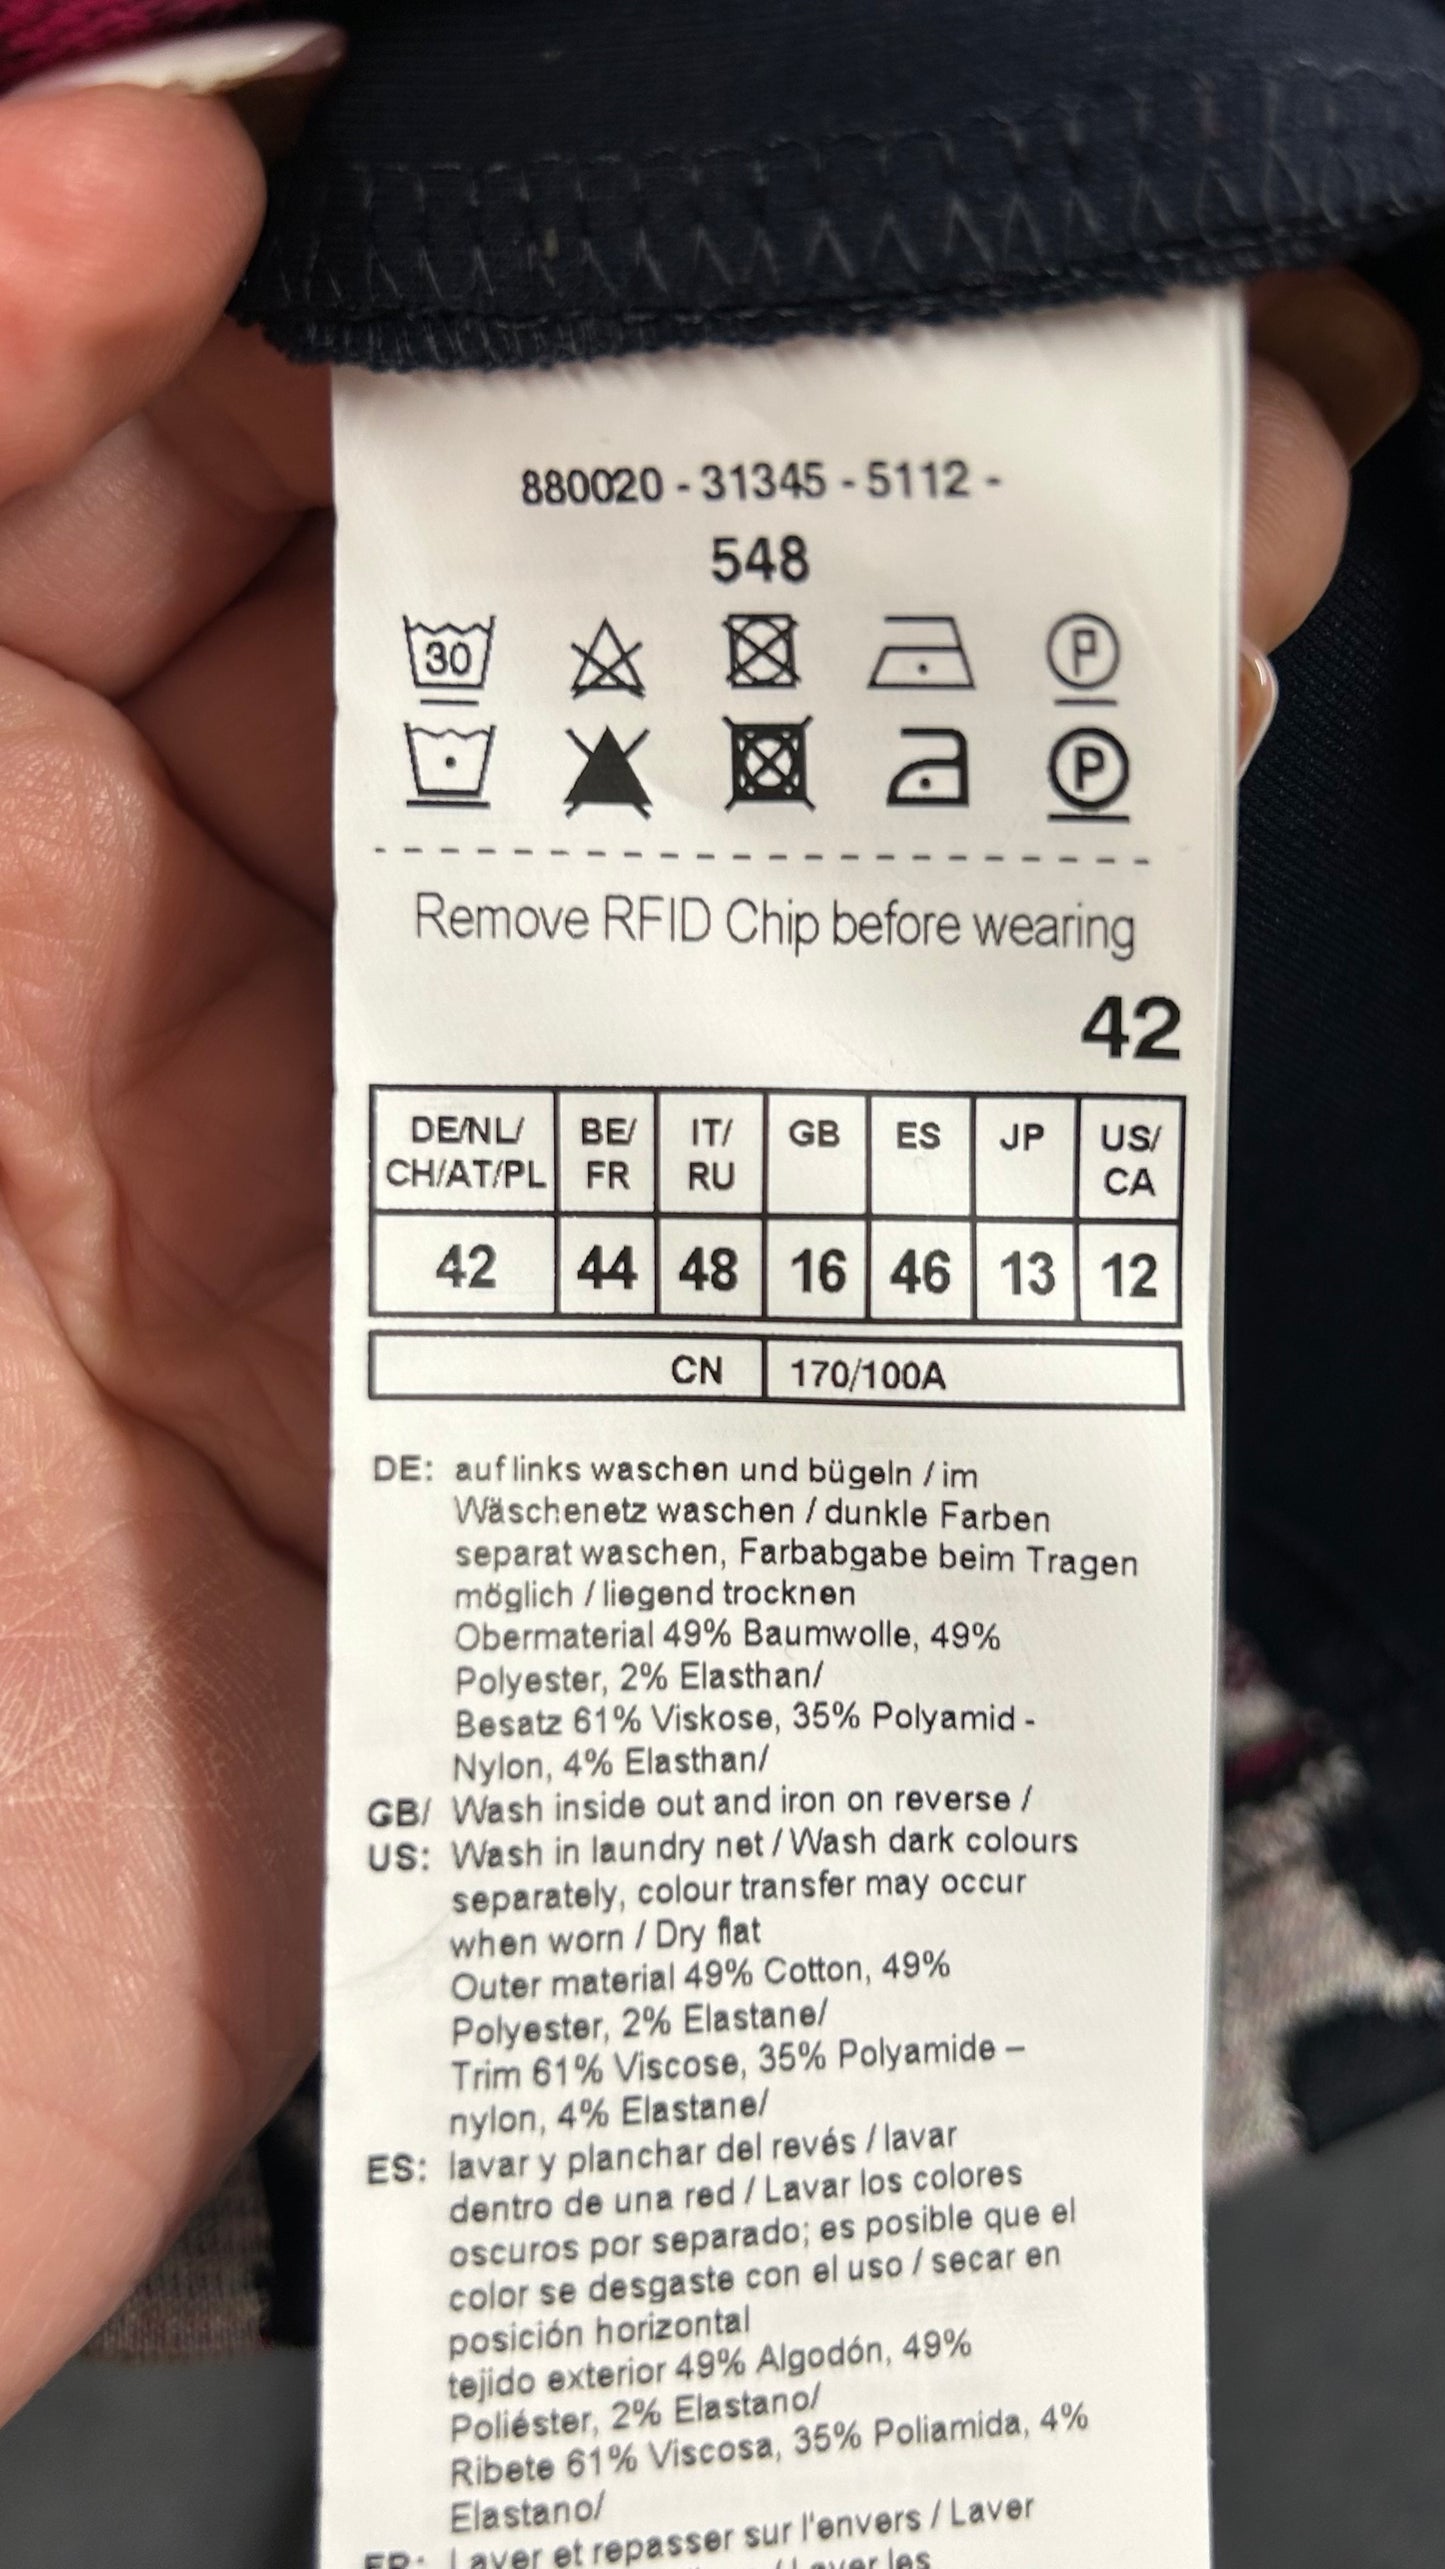 880020 - 31345 - 5112 -
548
30 P
P
Remove RFID Chip before wearing
42
DE/NL/ BE/ IT/ GB ES JP US/
CH/AT/PL FR RU CA
42 44 48 16 46 13 12
CN 170/100A
DE: auf links waschen und bügeln / im
Wäschenetz waschen / dunkle Farben
separat waschen, Farbabgabe beim Tragen
möglich / liegend trocknen
Obermaterial 49% Baumwolle, 49%
Polyester, 2% Elasthan/
Besatz 61% Viskose, 35% Polyamid -
Nylon, 4% Elasthan/
GB/ Wash inside out and iron on reverse /
US: Wash in laundry net / Wash dark colours
separately, colour transfer may occur
when worn / Dry flat
Outer material 49% Cotton, 49%
Polyester, 2% Elastane/
Trim 61% Viscose, 35% Polyamide –
nylon, 4% Elastane/
ES: lavar y planchar del revés / lavar
dentro de una red / Lavar los colores
oscuros por separado; es posible que el
color se desgaste con el uso / secar en
posición horizontal
tejido exterior 49% Algodón, 49%
Poliéster, 2% Elastano/
Ribete 61% Viscosa, 35% Poliamida, 4%
Elastano/
FR: Laver et repasser sur l'envers / Laver
/ Laver les